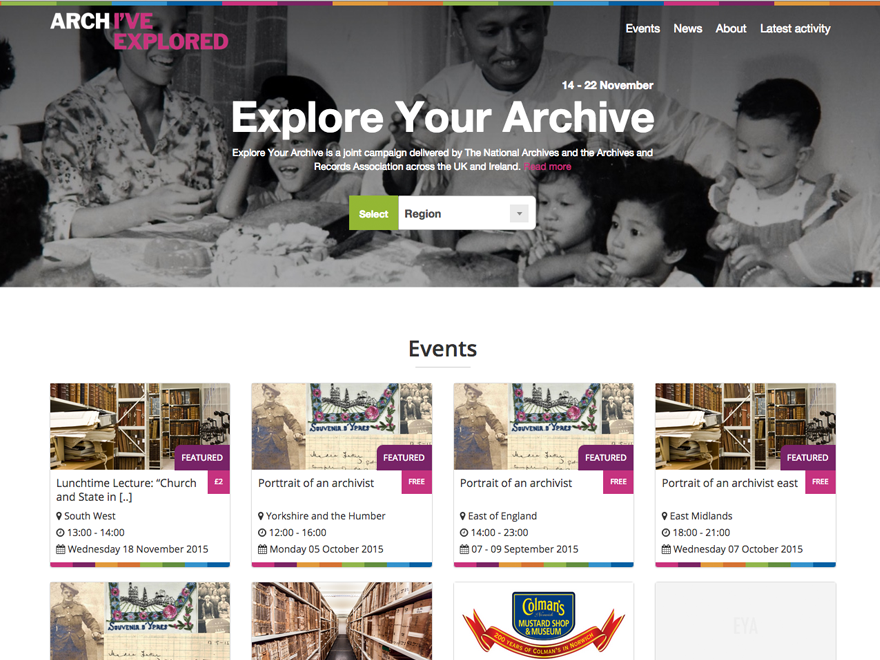 ARCHI'VE
EXPLORED
Events News About Latest activity
14 - 22 November
Explore Your Archive
Explore Your Archive is a joint campaign delivered by The National Archives and the Archives and
Records Association across the UK and Ireland. Read more
Select Region
Events
FEATURED
Lunchtime Lecture: “Church
and State in [..]
£2
South West
13:00 - 14:00
Wednesday 18 November 2015
SOUVENIR D'YPRES
FEATURED
Porttrait of an archivist
FREE
Yorkshire and the Humber
12:00 - 16:00
Monday 05 October 2015
SOUVENIR D'YPRES
FEATURED
Portrait of an archivist
FREE
East of England
14:00 - 23:00
07 - 09 September 2015
FEATURED
Portrait of an archivist east
FREE
East Midlands
18:00 - 21:00
Wednesday 07 October 2015
SOUVENIR D'YPRES
Colman's
Norwich
MUSTARD SHOP
& MUSEUM
200 YEARS OF COLMAN'S IN NORWICH
EYA